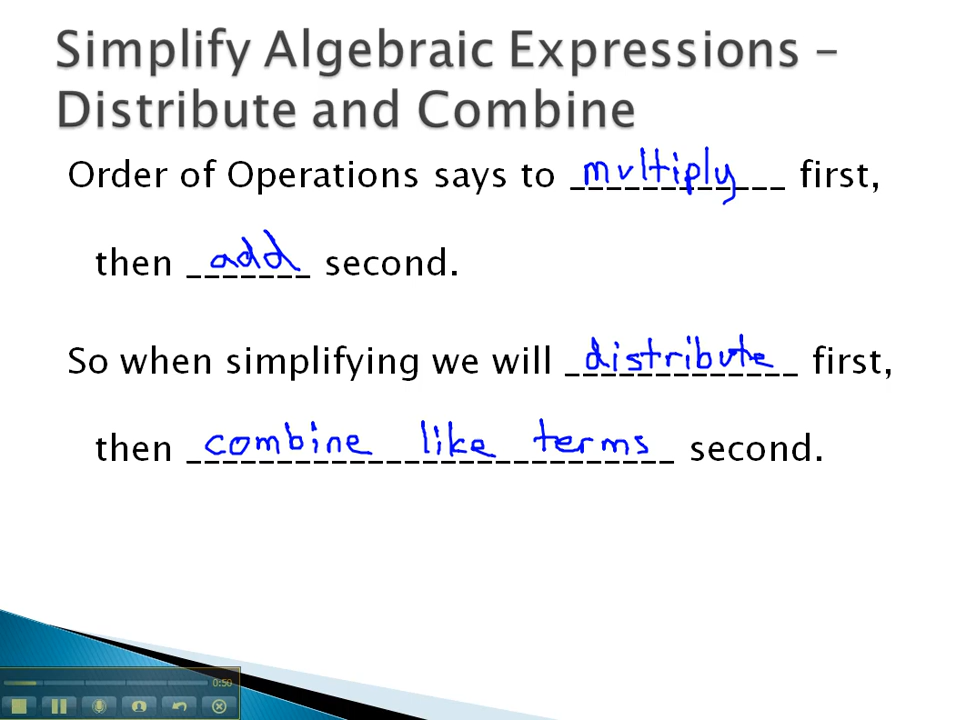 Simplify Algebraic Expressions –
Distribute and Combine
Order of Operations says to multiply first,
then add second.
So when simplifying we will distribute first,
then combine like terms second.
0:50